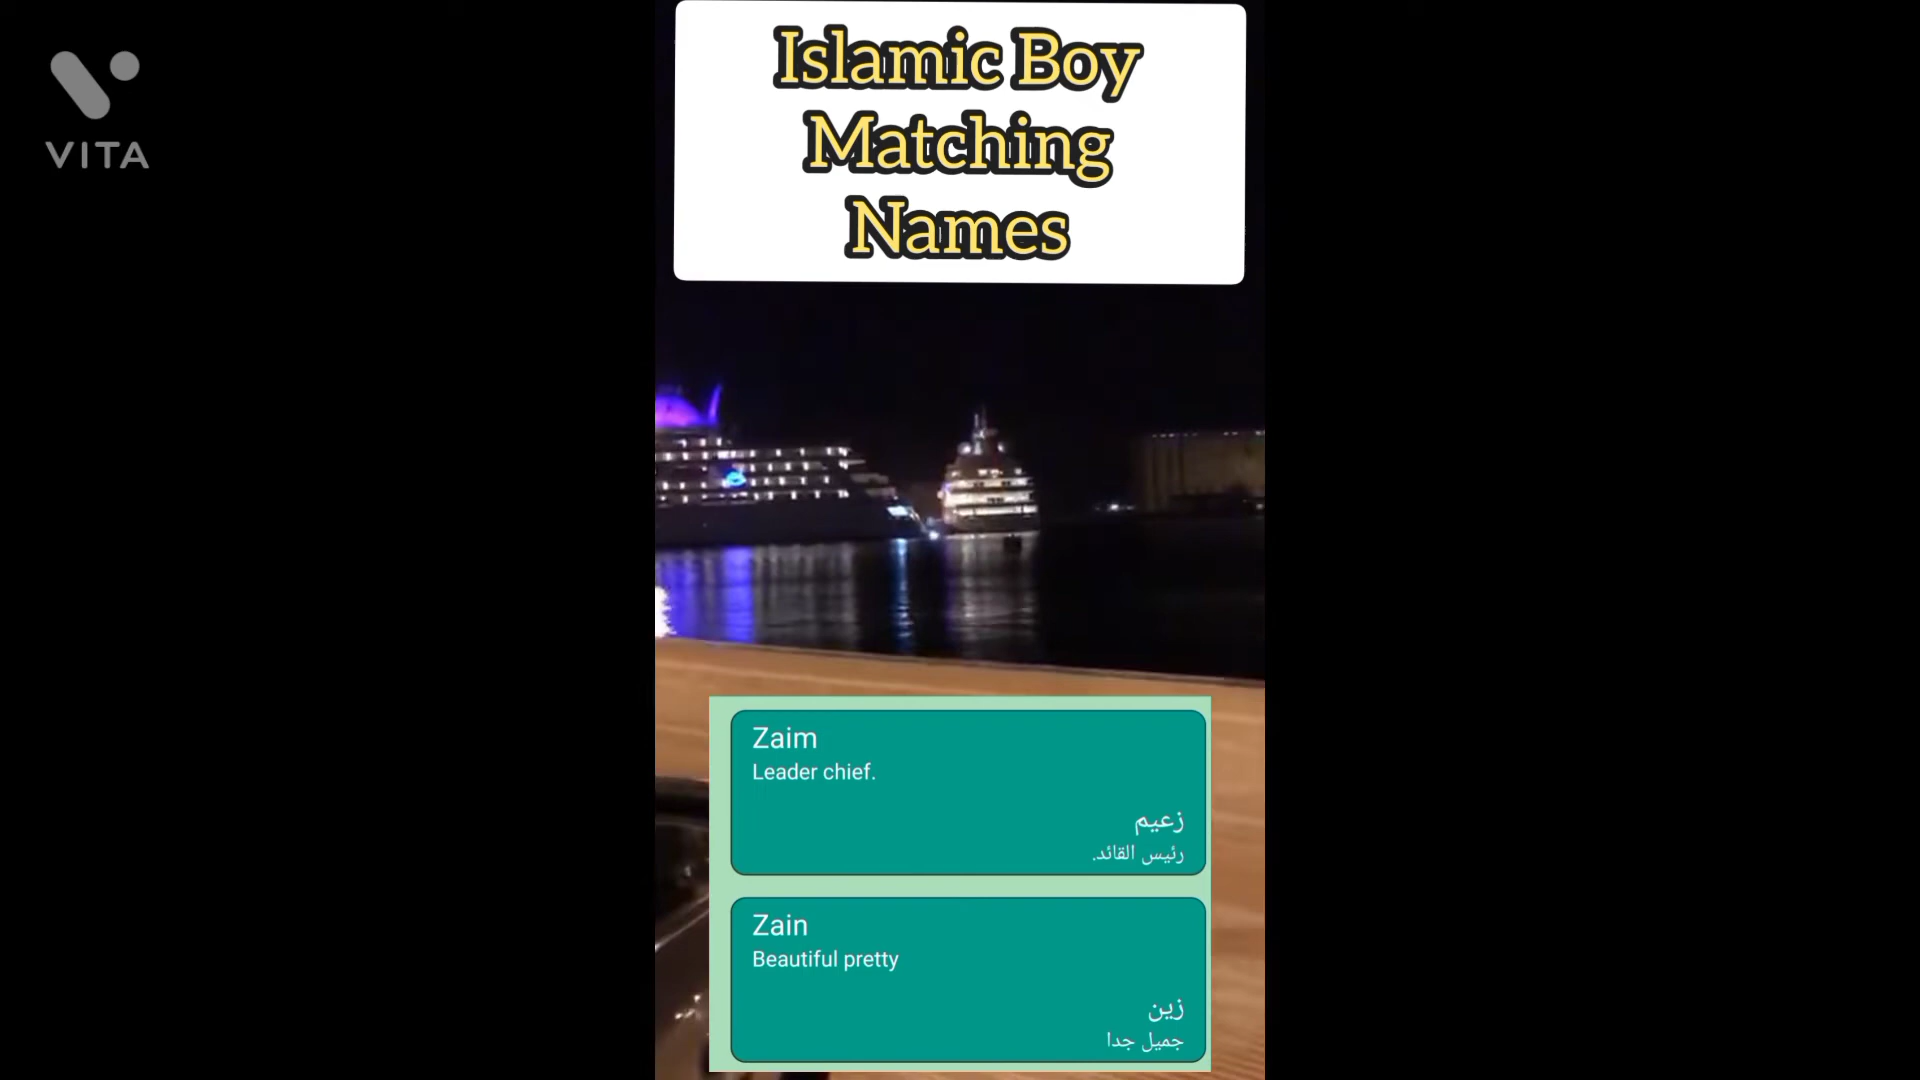 VITA
Islamic Boy
Matching
Names
Zaim
Leader chief.
زعيم
رئيس القائد.
Zain
Beautiful pretty
زين
جميل جدا